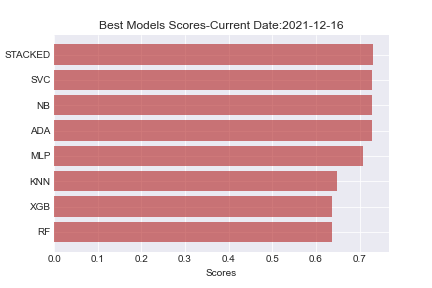 Best Models Scores-Current Date:2021-12-16
STACKED
SVC
NB
ADA
MLP
KNN
XGB
RF
0.0 0.1 0.2 0.3 0.4 0.5 0.6 0.7
Scores